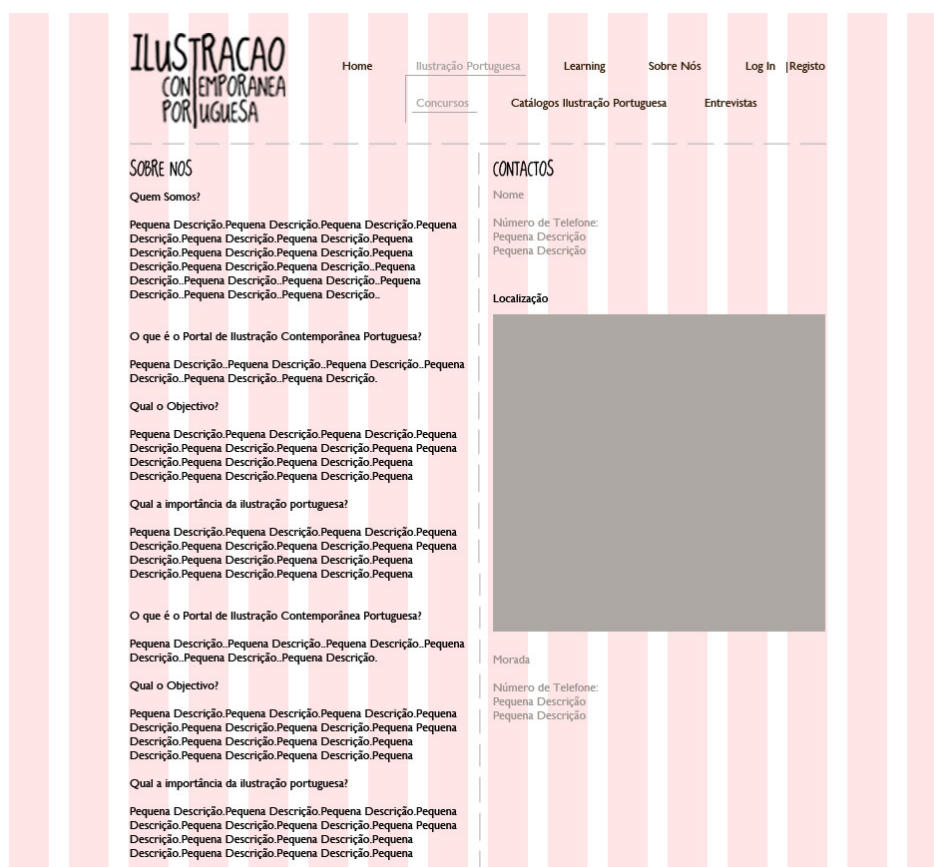 ILUSTRACAO
CONTEMPORANEA
PORTUGUESA
Home
Ilustração Portuguesa
Learning
Sobre Nós
Log In |Registo
Concursos
Catálogos Ilustração Portuguesa
Entrevistas
SOBRE NOS
Quem Somos?
Pequena Descrição.Pequena Descrição.Pequena Descrição.Pequena
Descrição.Pequena Descrição.Pequena Descrição.Pequena
Descrição.Pequena Descrição.Pequena Descrição.Pequena
Descrição.Pequena Descrição.Pequena Descrição..Pequena
Descrição..Pequena Descrição..Pequena Descrição..Pequena
Descrição..Pequena Descrição..Pequena Descrição..
O que é o Portal de Ilustração Contemporânea Portuguesa?
Pequena Descrição..Pequena Descrição..Pequena Descrição..Pequena
Descrição..Pequena Descrição..Pequena Descrição.
Qual o Objectivo?
Pequena Descrição.Pequena Descrição.Pequena Descrição.Pequena
Descrição.Pequena Descrição.Pequena Descrição.Pequena Pequena
Descrição.Pequena Descrição.Pequena Descrição.Pequena
Descrição.Pequena Descrição.Pequena Descrição.Pequena
Qual a importância da ilustração portuguesa?
Pequena Descrição.Pequena Descrição.Pequena Descrição.Pequena
Descrição.Pequena Descrição.Pequena Descrição.Pequena Pequena
Descrição.Pequena Descrição.Pequena Descrição.Pequena
Descrição.Pequena Descrição.Pequena Descrição.Pequena
O que é o Portal de Ilustração Contemporânea Portuguesa?
Pequena Descrição..Pequena Descrição..Pequena Descrição..Pequena
Descrição..Pequena Descrição..Pequena Descrição.
Qual o Objectivo?
Pequena Descrição.Pequena Descrição.Pequena Descrição.Pequena
Descrição.Pequena Descrição.Pequena Descrição.Pequena Pequena
Descrição.Pequena Descrição.Pequena Descrição.Pequena
Descrição.Pequena Descrição.Pequena Descrição.Pequena
Qual a importância da ilustração portuguesa?
Pequena Descrição.Pequena Descrição.Pequena Descrição.Pequena
Descrição.Pequena Descrição.Pequena Descrição.Pequena Pequena
Descrição.Pequena Descrição.Pequena Descrição.Pequena
Descrição.Pequena Descrição.Pequena Descrição.Pequena
CONTACTOS
Nome
Número de Telefone:
Pequena Descrição
Pequena Descrição
Localização
Morada
Número de Telefone:
Pequena Descrição
Pequena Descrição